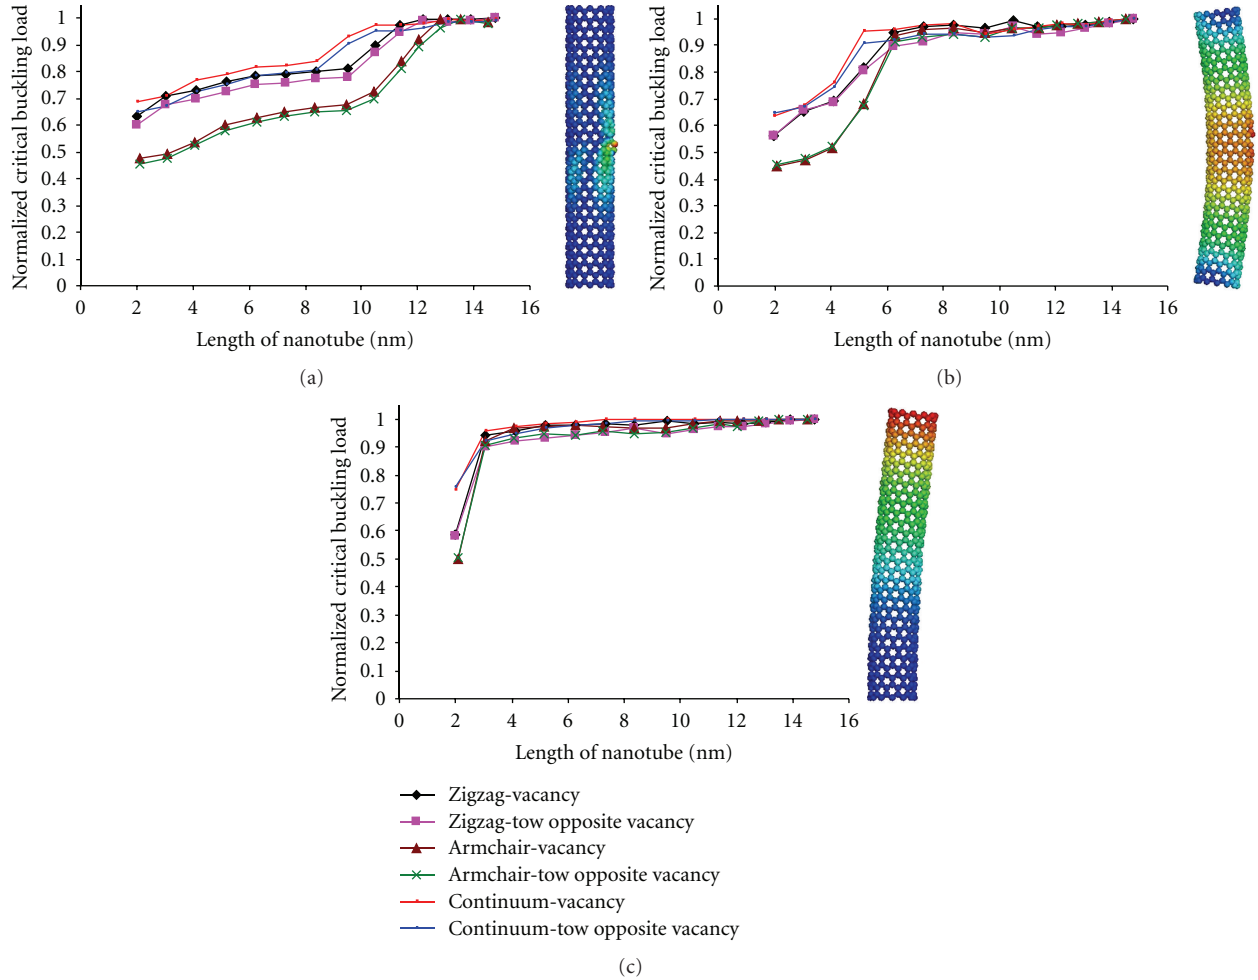 Normalized critical buckling load
1
0.9
0.8
0.7
0.6
0.5
0.4
0.3
0.2
0.1
0
0 2 4 6 8 10 12 14 16
Length of nanotube (nm)
(a)
Normalized critical buckling load
1
0.9
0.8
0.7
0.6
0.5
0.4
0.3
0.2
0.1
0
0 2 4 6 8 10 12 14 16
Length of nanotube (nm)
(b)
Normalized critical buckling load
1
0.9
0.8
0.7
0.6
0.5
0.4
0.3
0.2
0.1
0
0 2 4 6 8 10 12 14 16
Length of nanotube (nm)
Zigzag-vacancy
Zigzag-tow opposite vacancy
Armchair-vacancy
Armchair-tow opposite vacancy
Continuum-vacancy
Continuum-tow opposite vacancy
(c)